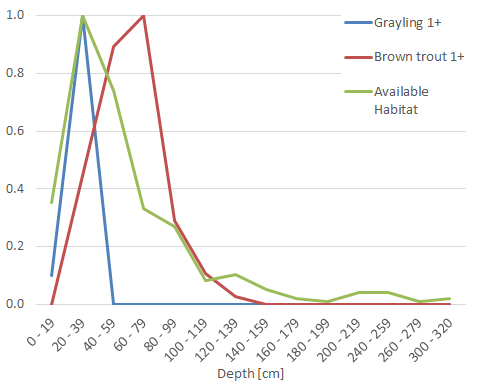 1.0
0.8
0.6
0.4
0.2
0.0
Grayling 1+
Brown trout 1+
Available
Habitat
0 - 19
20 - 39
40 - 59
60 - 79
80 - 99
100 - 119
120 - 139
140 - 159
160 - 179
180 - 199
200 - 219
240 - 259
260 - 279
300 - 320
Depth [cm]